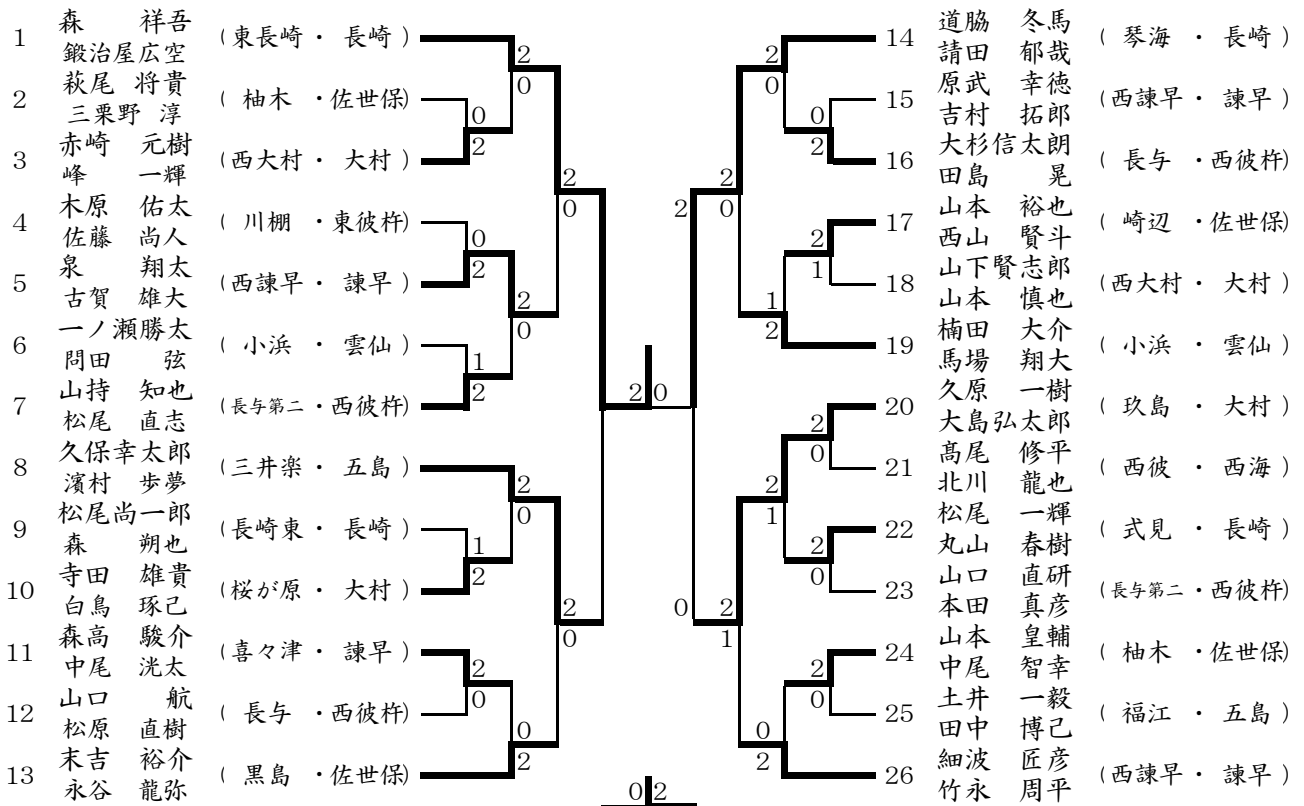 1 森 祥吾 鍛治屋広空 (東長崎・長崎)
2 萩尾 将貴 三栗野 淳 (柚木・佐世保)
3 赤崎 元樹 峰 一輝 (西大村・大村)
4 木原 佑太 佐藤 尚人 (川棚・東彼杵)
5 泉 翔太 古賀 雄大 (西諫早・諫早)
6 一ノ瀬勝太 問田 弦 (小浜・雲仙)
7 山持 知也 松尾 直志 (長与第二・西彼杵)
8 久保幸太郎 濱村 歩夢 (三井楽・五島)
9 松尾尚一郎 森 朔也 (長崎東・長崎)
10 寺田 雄貴 白鳥 琢己 (桜が原・大村)
11 森高 駿介 中尾 洸太 (喜々津・諫早)
12 山口 航 松原 直樹 (長与・西彼杵)
13 末吉 裕介 永谷 龍弥 (黒島・佐世保)
2 0
0 2
2 0
0 2
2 0
1 2
2 0
1 2
2 0
2 0
0 2
2 0
0 2
2 0
2 0
0 2
2 0
2 1
1 2
2 0
2 1
2 0
0 2 1
2 0
0 2
14 道脇 冬馬 請田 郁哉 (琴海・長崎)
15 原武 幸徳 吉村 拓郎 (西諫早・諫早)
16 大杉信太朗 田島 晃 (長与・西彼杵)
17 山本 裕也 西山 賢斗 (崎辺・佐世保)
18 山下賢志郎 山本 慎也 (西大村・大村)
19 楠田 大介 馬場 翔大 (小浜・雲仙)
20 久原 一樹 大島弘太郎 (玖島・大村)
21 髙尾 修平 北川 龍也 (西彼・西海)
22 松尾 一輝 丸山 春樹 (式見・長崎)
23 山口 直研 本田 真彦 (長与第二・西彼杵)
24 山本 皇輔 中尾 智幸 (柚木・佐世保)
25 土井 一毅 田中 博己 (福江・五島)
26 細波 匠彦 竹永 周平 (西諫早・諫早)